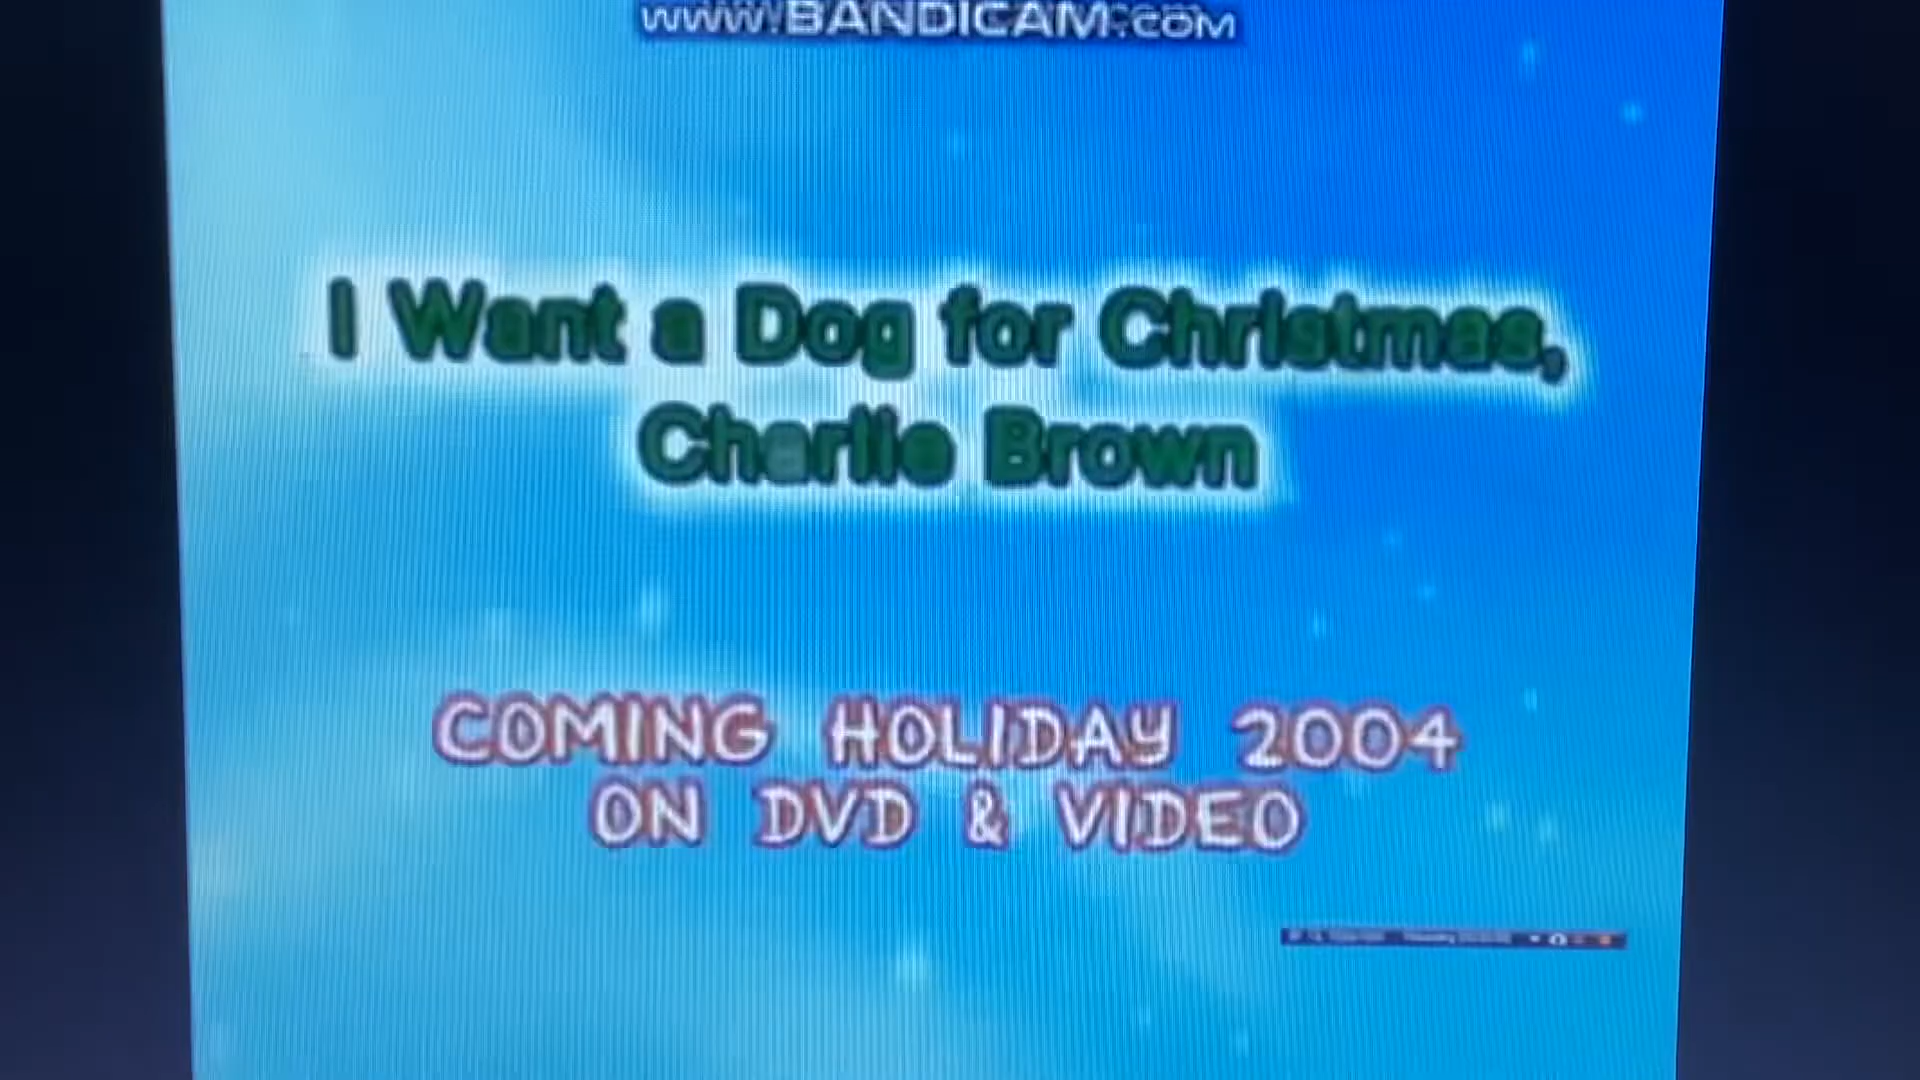 www.BANDICAM.com
I Want a Dog for Christmas,
Charlie Brown
COMING HOLIDAY 2004
ON DVD & VIDEO